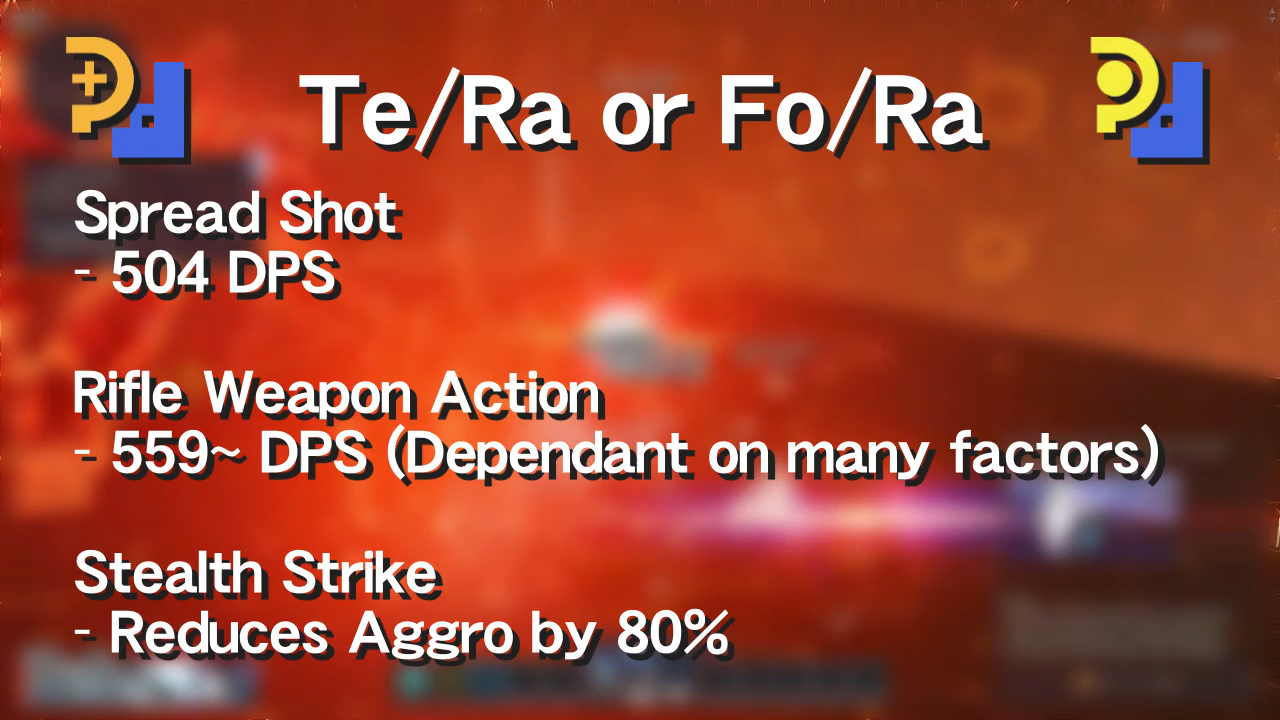 Te/Ra or Fo/Ra
Spread Shot
- 504 DPS
Rifle Weapon Action
- 559~ DPS (Dependant on many factors)
Stealth Strike
- Reduces Aggro by 80%